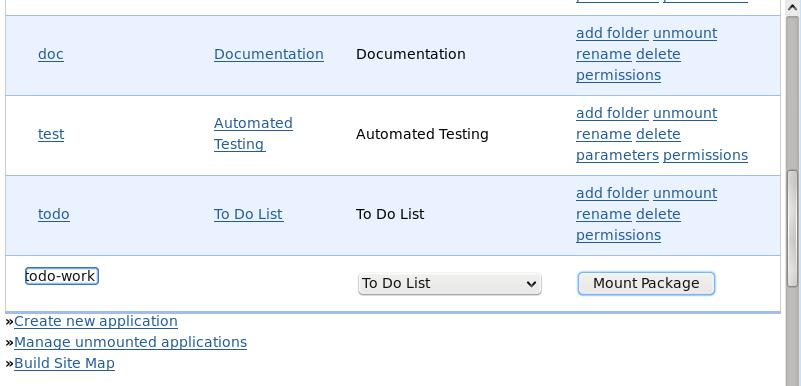 doc Documentation Documentation add folder unmount
rename delete
permissions
test Automated Testing Automated Testing add folder unmount
rename delete
parameters permissions
todo To Do List To Do List add folder unmount
rename delete
permissions
todo-work To Do List Mount Package
»Create new application
»Manage unmounted applications
»Build Site Map